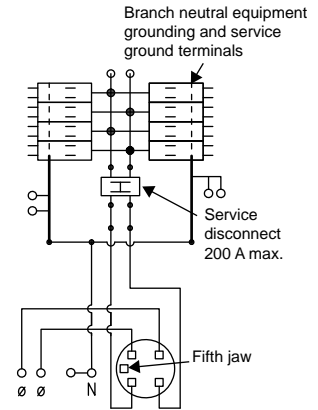 Branch neutral equipment
grounding and service
ground terminals
Service
disconnect
200 A max.
Fifth jaw
ø ø N